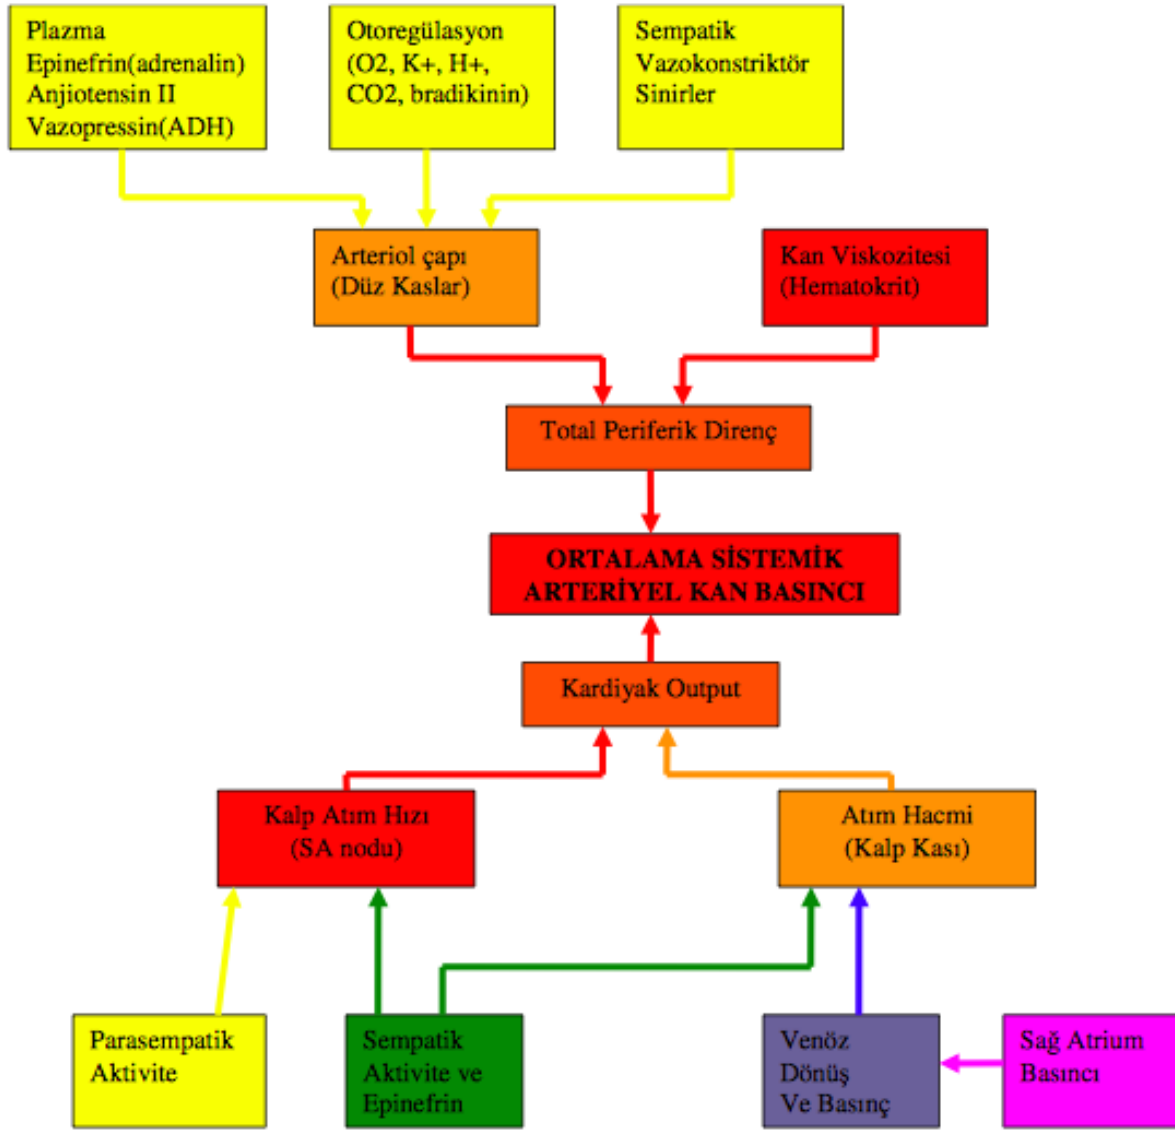 Plazma
Epinefrin(adrenalin)
Anjiotensin II
Vazopressin(ADH)
Otoregülasyon
(O2, K+, H+,
CO2, bradikinin)
Sempatik
Vazokonstriktör
Sinirler
Arteriol çapı
(Düz Kaslar)
Kan Viskozitesi
(Hematokrit)
Total Periferik Direnç
ORTALAMA SİSTEMİK
ARTERİYEL KAN BASINCI
Kardiyak Output
Kalp Atım Hızı
(SA nodu)
Atım Hacmi
(Kalp Kası)
Parasempatik
Aktivite
Sempatik
Aktivite ve
Epinefrin
Venöz
Dönüş
Ve Basınç
Sağ Atrium
Basıncı